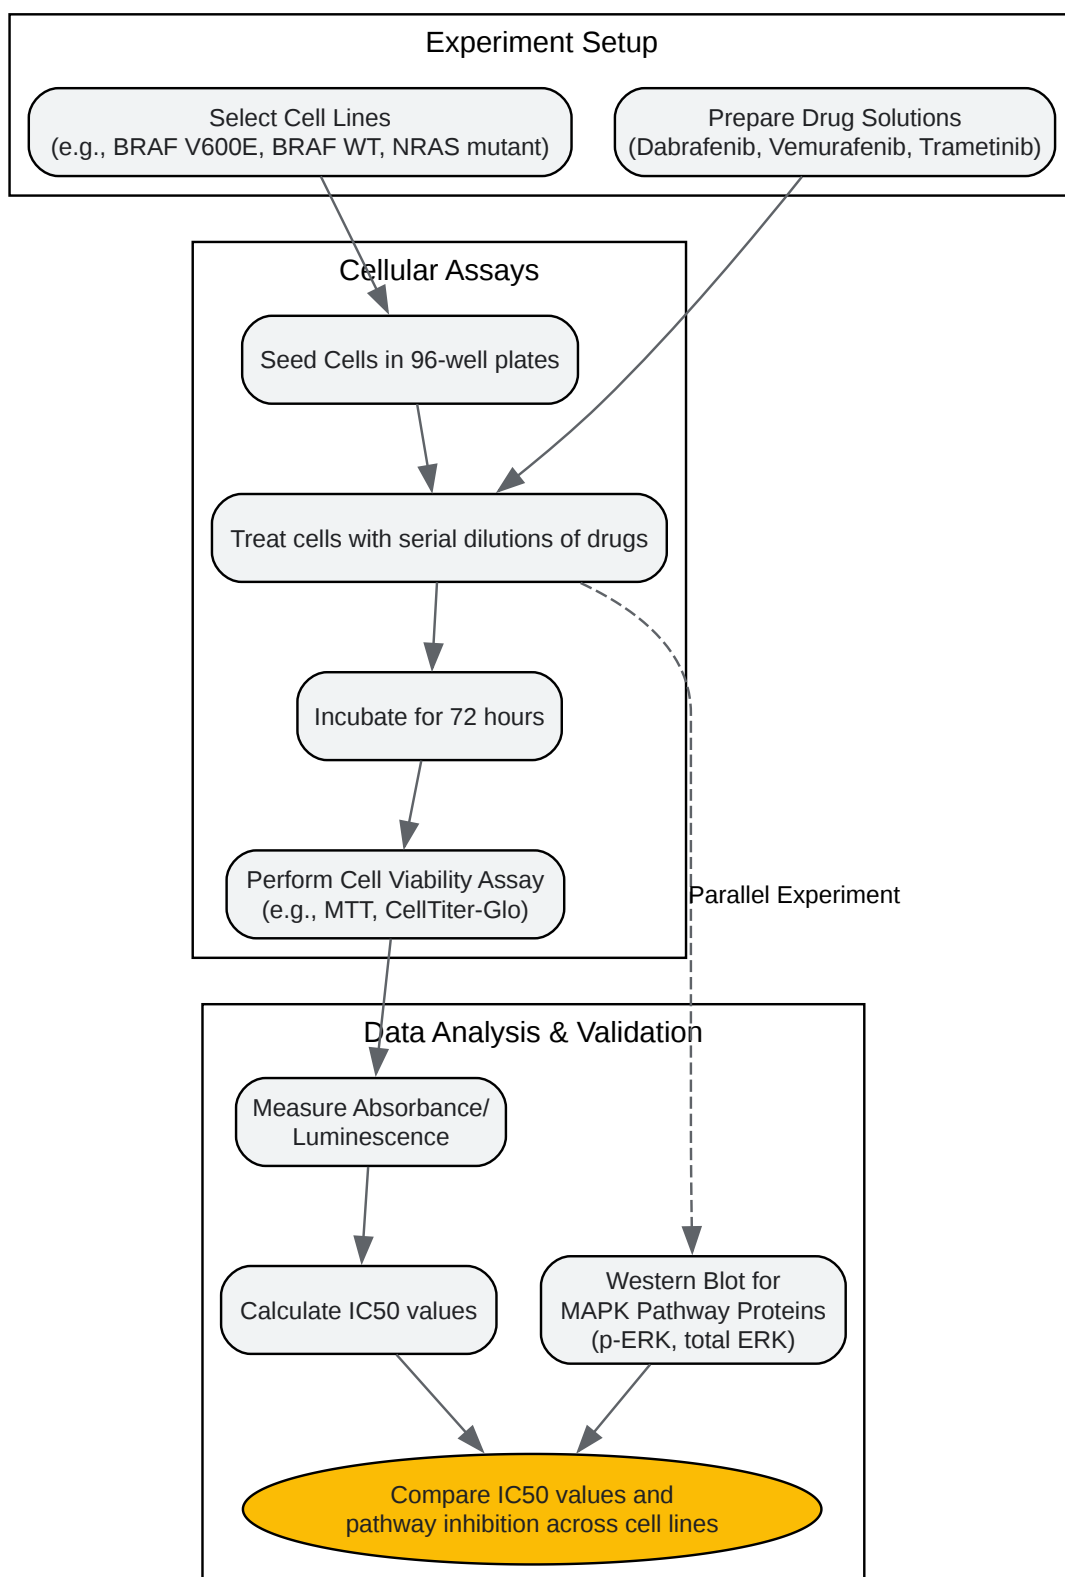 Experiment Setup
Select Cell Lines
(e.g., BRAF V600E, BRAF WT, NRAS mutant)
Prepare Drug Solutions
(Dabrafenib, Vemurafenib, Trametinib)
Cellular Assays
Seed Cells in 96-well plates
Treat cells with serial dilutions of drugs
Incubate for 72 hours
Perform Cell Viability Assay
(e.g., MTT, CellTiter-Glo)
Parallel Experiment
Data Analysis & Validation
Measure Absorbance/
Luminescence
Calculate IC50 values
Western Blot for
MAPK Pathway Proteins
(p-ERK, total ERK)
Compare IC50 values and
pathway inhibition across cell lines